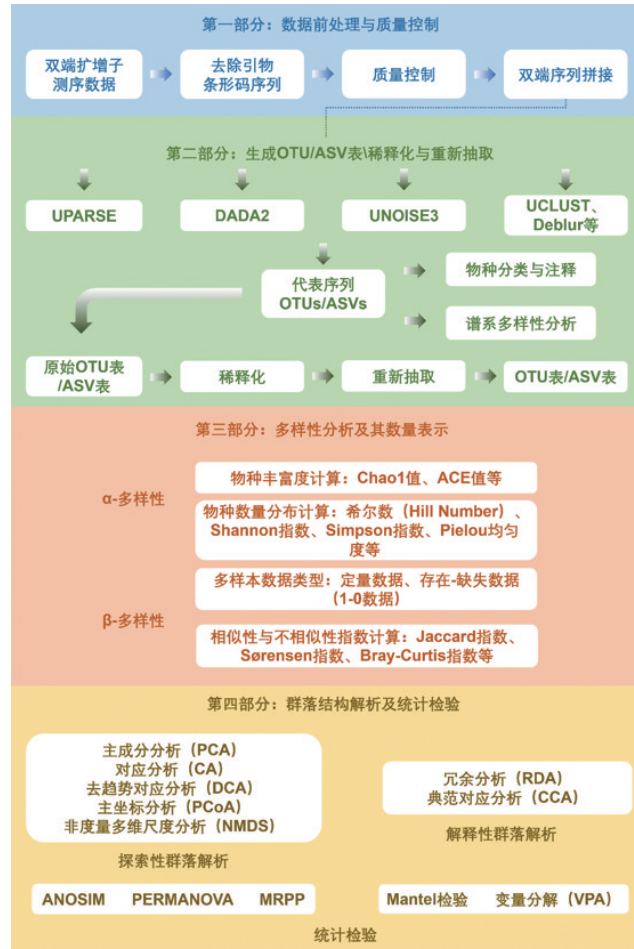 第一部分：数据前处理与质量控制
双端扩增子
测序数据
去除引物
条形码序列
质量控制
双端序列拼接
第二部分：生成OTU/ASV表\稀释化与重新抽取
UPARSE
DADA2
UNOISE3
UCLUST、
Deblur等
代表序列
OTUs/ASVs
物种分类与注释
谱系多样性分析
原始OTU表
/ASV表
稀释化
重新抽取
OTU表/ASV表
第三部分：多样性分析及其数量表示
α-多样性
物种丰富度计算：Chao1值、ACE值等
物种数量分布计算：希尔数（Hill Number）、
Shannon指数、Simpson指数、Pielou均匀
度等
β-多样性
多样本数据类型：定量数据、存在-缺失数据
（1-0数据）
相似性与不相似性指数计算：Jaccard指数、
Sørensen指数、Bray-Curtis指数等
第四部分：群落结构解析及统计检验
主成分分析（PCA）
对应分析（CA）
去趋势对应分析（DCA）
主坐标分析（PCoA）
非度量多维尺度分析（NMDS）
探索性群落解析
冗余分析（RDA）
典范对应分析（CCA）
解释性群落解析
ANOSIM PERMANOVA MRPP
Mantel检验 变量分解（VPA）
统计检验